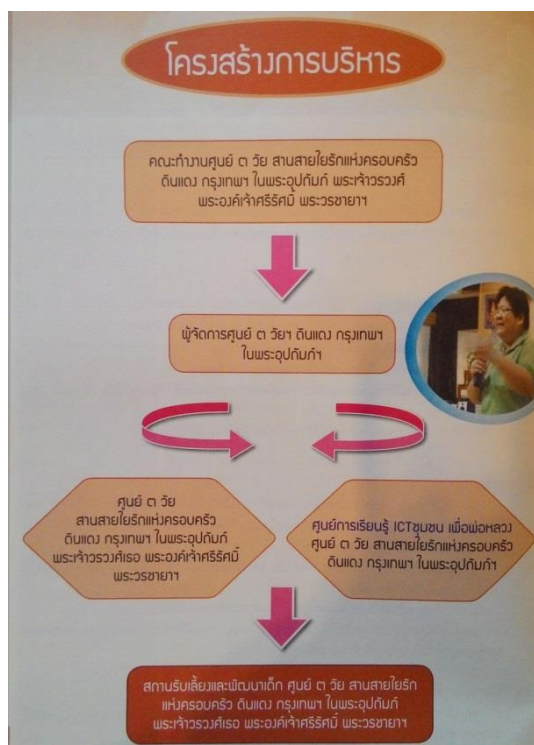 โครงสร้างการบริหาร
คณะทำงานศูนย์ ๓ วัย สานสายใยรักแห่งครอบครัว
ดินแดง กรุงเทพฯ ในพระอุปถัมภ์ พระเจ้าวรวงศ์
พระองค์เจ้าศรีรัศมิ์ พระวรชายาฯ
ผู้จัดการศูนย์ ๓ วัยฯ ดินแดง กรุงเทพฯ
ในพระอุปถัมภ์ฯ
ศูนย์ ๓ วัย
สานสายใยรักแห่งครอบครัว
ดินแดง กรุงเทพฯ ในพระอุปถัมภ์
พระเจ้าวรวงศ์เธอ พระองค์เจ้าศรีรัศมิ์
พระวรชายาฯ
ศูนย์การเรียนรู้ ICTชุมชน เพื่อพ่อหลวง
ศูนย์ ๓ วัย สานสายใยรักแห่งครอบครัว
ดินแดง กรุงเทพฯ ในพระอุปถัมภ์ฯ
สถานรับเลี้ยงและพัฒนาเด็ก ศูนย์ ๓ วัย สานสายใยรัก
แห่งครอบครัว ดินแดง กรุงเทพฯ ในพระอุปถัมภ์
พระเจ้าวรวงศ์เธอ พระองค์เจ้าศรีรัศมิ์ พระวรชายาฯ